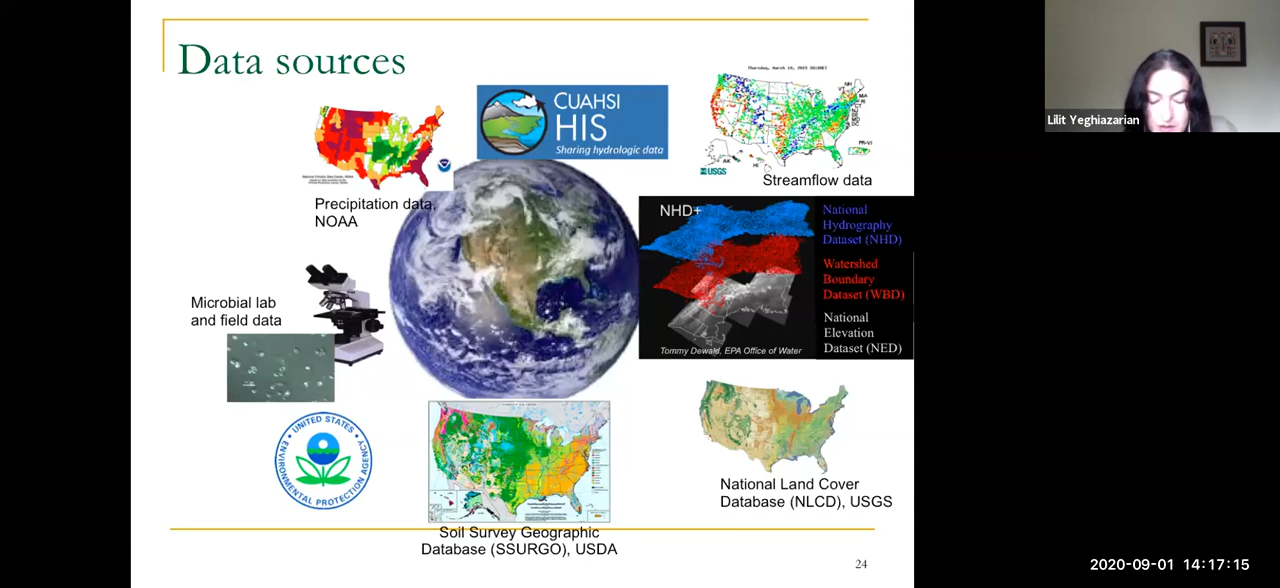 Data sources
CUAHSI
HIS
Sharing hydrologic data
USGS
Streamflow data
Precipitation data,
NOAA
NHD+
National
Hydrography
Dataset (NHD)
Watershed
Boundary
Dataset (WBD)
National
Elevation
Dataset (NED)
Tommy Dewald, EPA Office of Water
Microbial lab
and field data
UNITED STATES
ENVIRONMENTAL PROTECTION AGENCY
National Land Cover
Database (NLCD), USGS
Soil Survey Geographic
Database (SSURGO), USDA
24
Lilit Yeghiazarian
2020-09-01 14:17:15